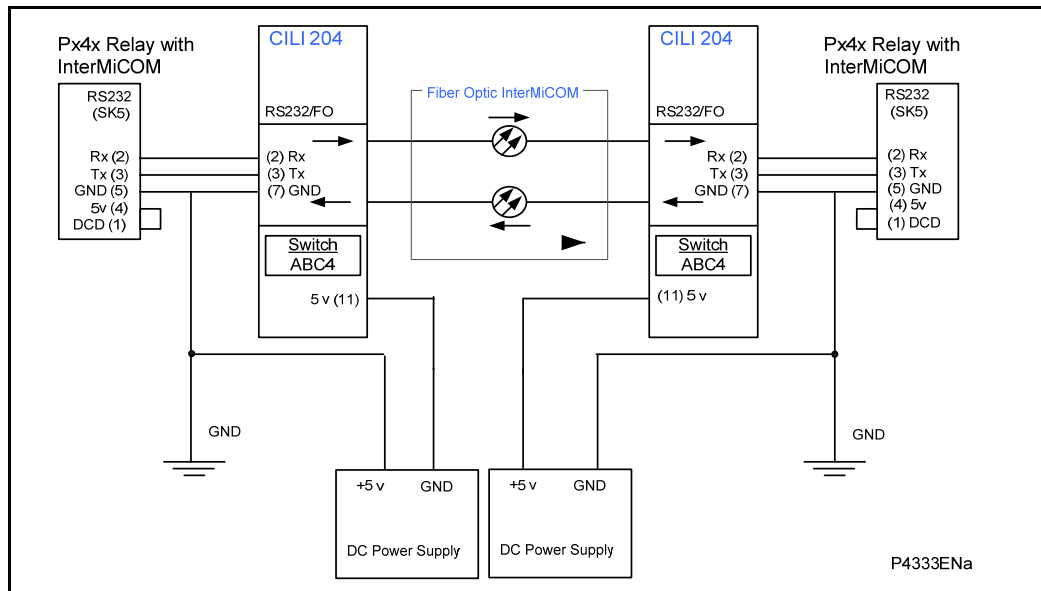 Px4x Relay with
InterMiCOM
RS232
(SK5)
Rx (2)
Tx (3)
GND (5)
5v (4)
DCD (1)
CILI 204
RS232/FO
(2) Rx
(3) Tx
(7) GND
Switch
ABC4
5 v (11)
Fiber Optic InterMiCOM
CILI 204
RS232/FO
Rx (2)
Tx (3)
GND (7)
Switch
ABC4
(11) 5 v
Px4x Relay with
InterMiCOM
RS232
(SK5)
(2) Rx
(3) Tx
(5) GND
(4) 5v
(1) DCD
GND
GND
+5 v GND
DC Power Supply
+5 v GND
DC Power Supply
P4333ENa